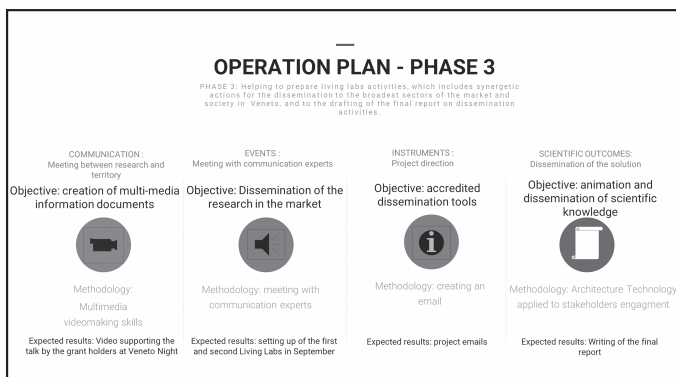 OPERATION PLAN - PHASE 3
PHASE 3: Helping to prepare living labs activities, which includes synergetic
actions for the dissemination to the broadest sectors of the market and
society in Veneto, and to the drafting of the final report on dissemination
activities.
COMMUNICATION :
Meeting between research and
territory
Objective: creation of multi-media
information documents
Methodology:
Multimedia
videomaking skills
Expected results: Video supporting the
talk by the grant holders at Veneto Night
EVENTS :
Meeting with communication experts
Objective: Dissemination of the
research in the market
Methodology: meeting with
communication experts
Expected results: setting up of the first
and second Living Labs in September
INSTRUMENTS :
Project direction
Objective: accredited
dissemination tools
Methodology: creating an
email
Expected results: project emails
SCIENTIFIC OUTCOMES:
Dissemination of the solution
Objective: animation and
dissemination of scientific
knowledge
Methodology: Architecture Technology
applied to stakeholders engagment
Expected results: Writing of the final
report